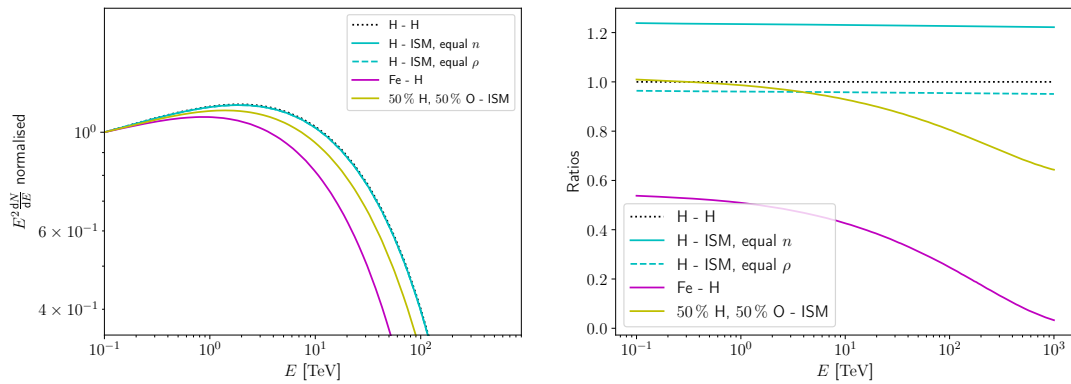 H - H
H - ISM, equal n
H - ISM, equal ρ
Fe - H
50 % H, 50 % O - ISM
10⁰
6 × 10⁻¹
4 × 10⁻¹
E² dN/dE normalised
10⁻¹ 10⁰ 10¹ 10²
E [TeV]
1.2
1.0
0.8
0.6
0.4
0.2
0.0
Ratios
H - H
H - ISM, equal n
H - ISM, equal ρ
Fe - H
50 % H, 50 % O - ISM
10⁻¹ 10⁰ 10¹ 10² 10³
E [TeV]